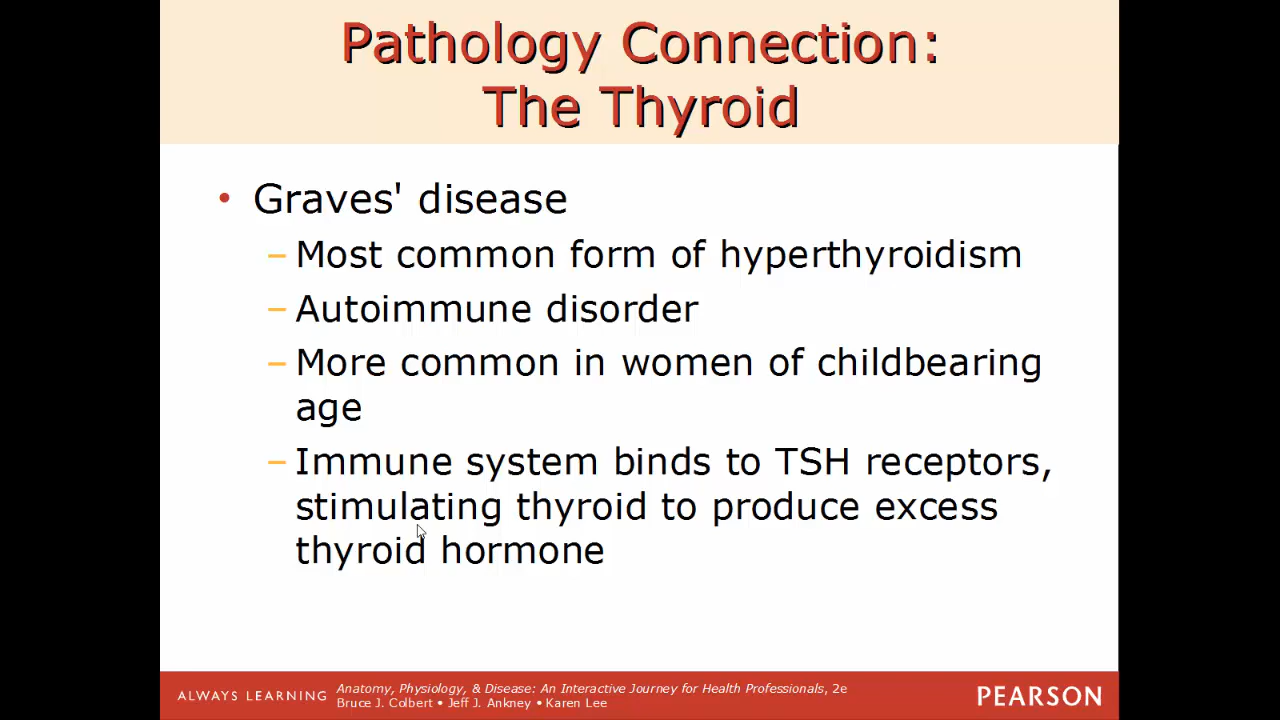 Pathology Connection:
The Thyroid
• Graves' disease
– Most common form of hyperthyroidism
– Autoimmune disorder
– More common in women of childbearing
age
– Immune system binds to TSH receptors,
stimulating thyroid to produce excess
thyroid hormone
ALWAYS LEARNING
Anatomy, Physiology, & Disease: An Interactive Journey for Health Professionals, 2e
Bruce J. Colbert • Jeff J. Ankney • Karen Lee
PEARSON